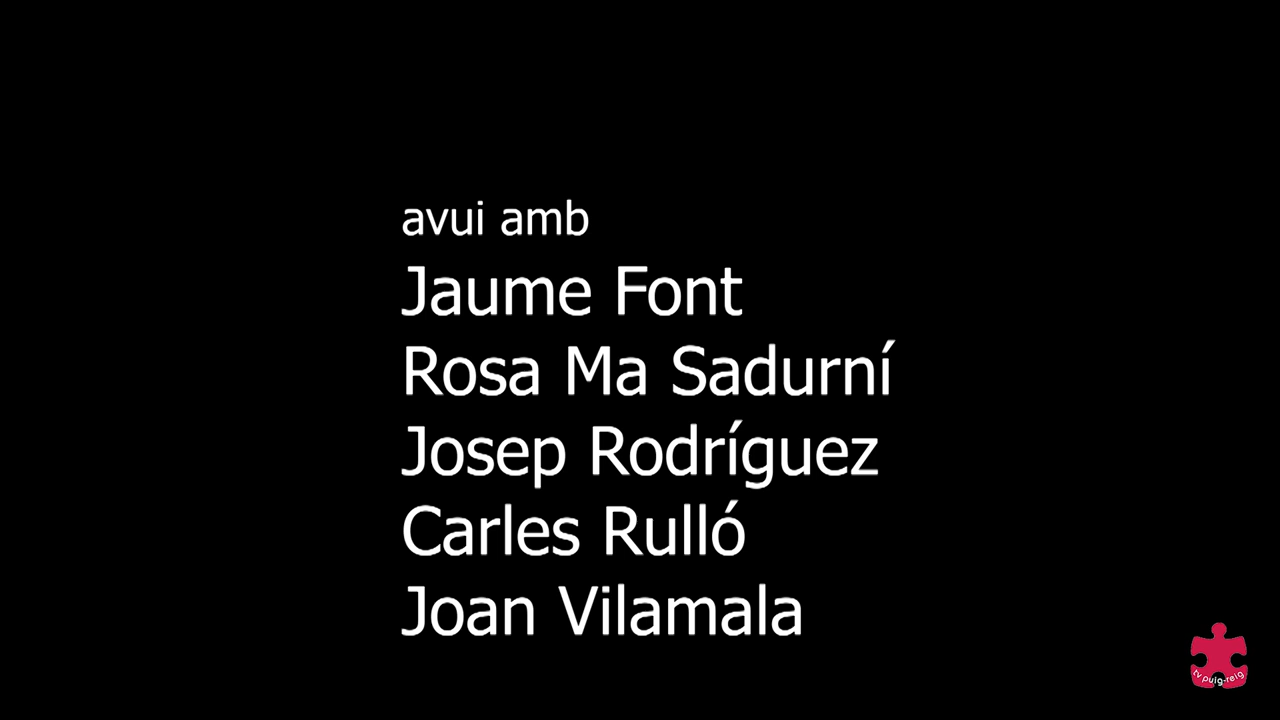 avui amb
Jaume Font
Rosa Ma Sadurní
Josep Rodríguez
Carles Rulló
Joan Vilamala
tv puig-reig